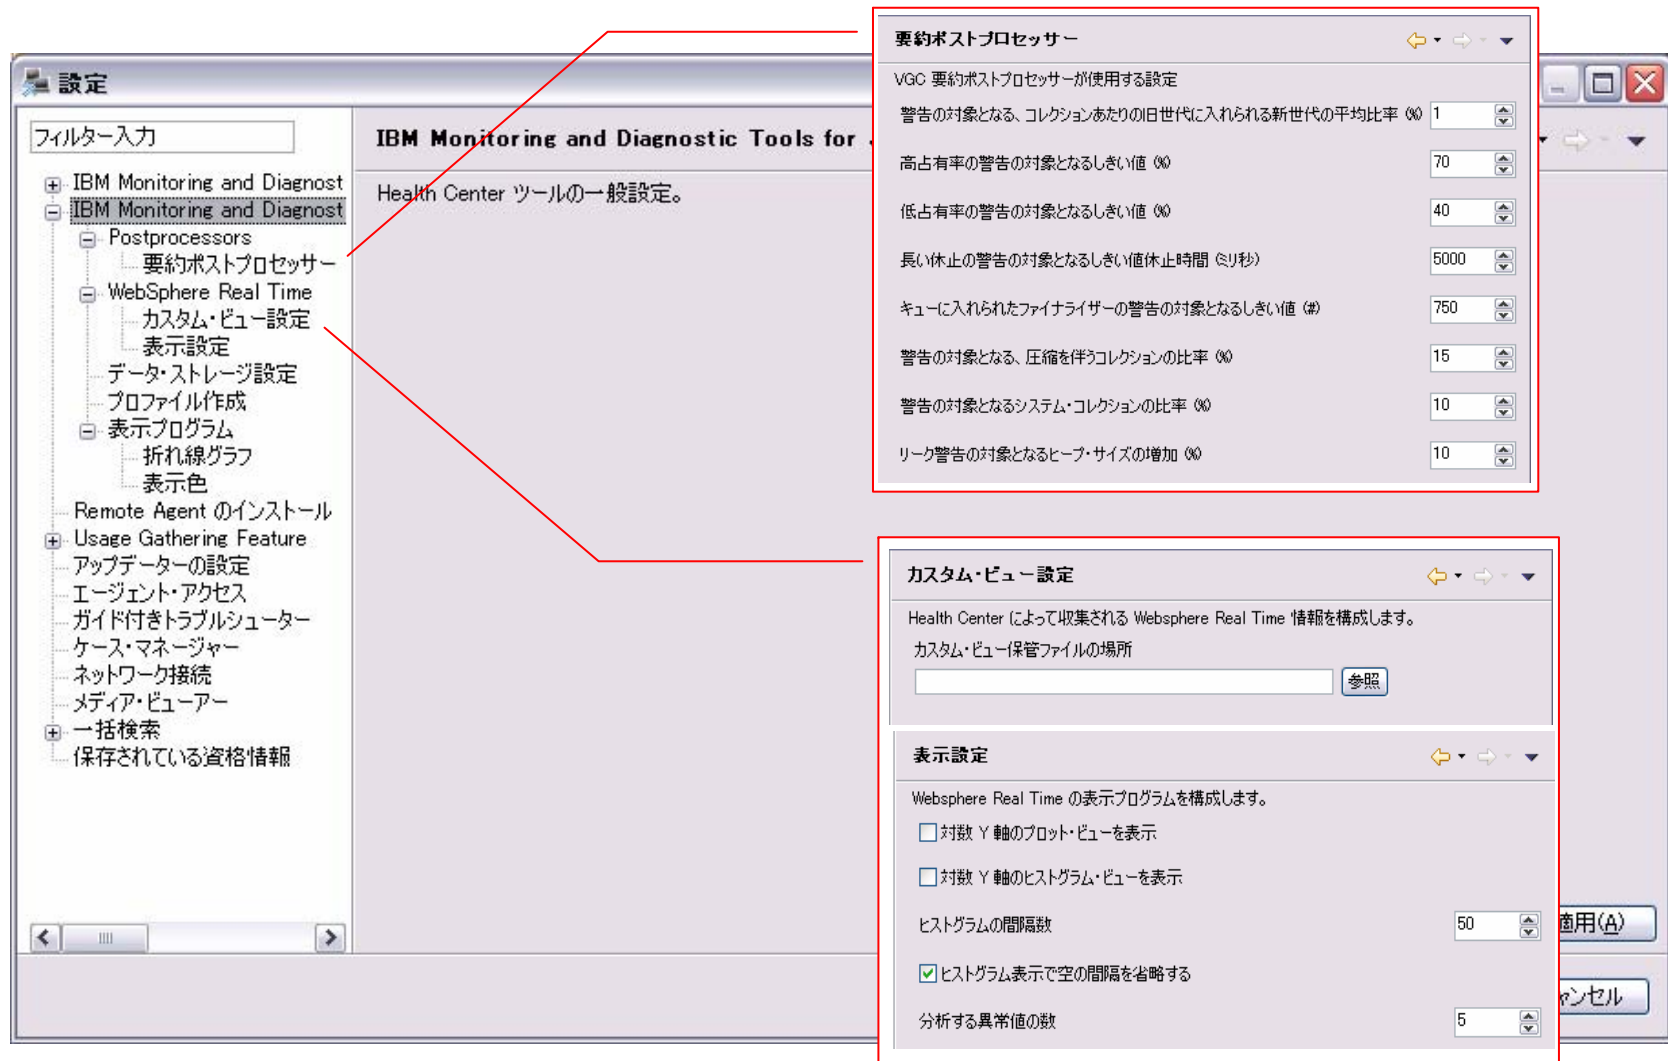 設定
フィルター入力
IBM Monitoring and Diagnost
IBM Monitoring and Diagnost
Postprocessors
要約ポストプロセッサー
WebSphere Real Time
カスタム・ビュー設定
表示設定
データ・ストレージ設定
プロファイル作成
表示プログラム
折れ線グラフ
表示色
Remote Agent のインストール
Usage Gathering Feature
アップデーターの設定
エージェント・アクセス
ガイド付きトラブルシューター
ケース・マネージャー
ネットワーク接続
メディア・ビューアー
一括検索
保存されている資格情報
IBM Monitoring and Diagnostic Tools for
Health Center ツールの一般設定。
要約ポストプロセッサー
VGC 要約ポストプロセッサーが使用する設定
警告の対象となる、コレクションあたりの旧世代に入れられる新世代の平均比率 (%) 1
高占有率の警告の対象となるしきい値 (%) 70
低占有率の警告の対象となるしきい値 (%) 40
長い休止の警告の対象となるしきい値休止時間 (ミリ秒) 5000
キューに入れられたファイナライザーの警告の対象となるしきい値 (#) 750
警告の対象となる、圧縮を伴うコレクションの比率 (%) 15
警告の対象となるシステム・コレクションの比率 (%) 10
リーク警告の対象となるヒープ・サイズの増加 (%) 10
カスタム・ビュー設定
Health Center によって収集される Websphere Real Time 情報を構成します。
カスタム・ビュー保管ファイルの場所
参照
表示設定
Websphere Real Time の表示プログラムを構成します。
対数 Y 軸のプロット・ビューを表示
対数 Y 軸のヒストグラム・ビューを表示
ヒストグラムの間隔数 50
ヒストグラム表示で空の間隔を省略する
分析する異常値の数 5
適用(A)
ャンセル